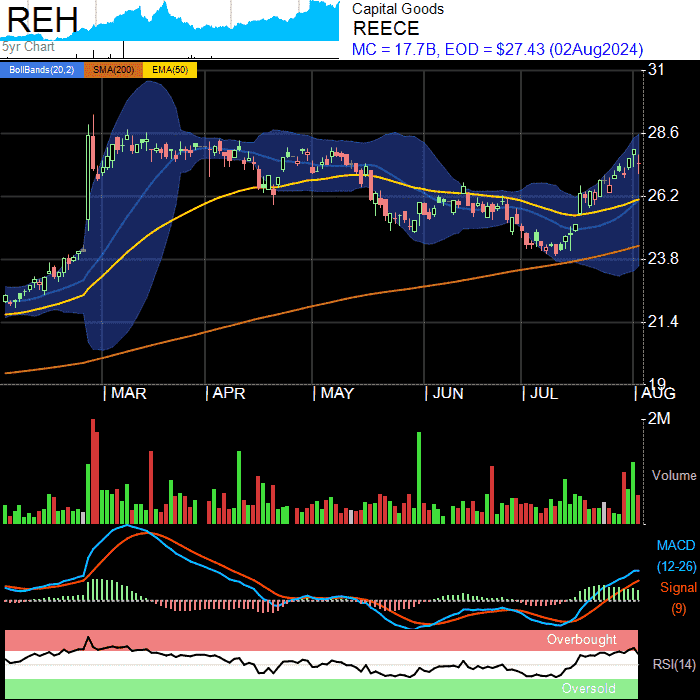 REH
5yr Chart
Capital Goods
REECE
MC = 17.7B, EOD = $27.43 (02Aug2024)
BollBands(20,2) SMA(200) EMA(50)
31
28.6
26.2
23.8
21.4
19
MAR APR MAY JUN JUL AUG
2M
Volume
MACD
(12-26)
Signal
(9)
Overbought
RSI(14)
Oversold